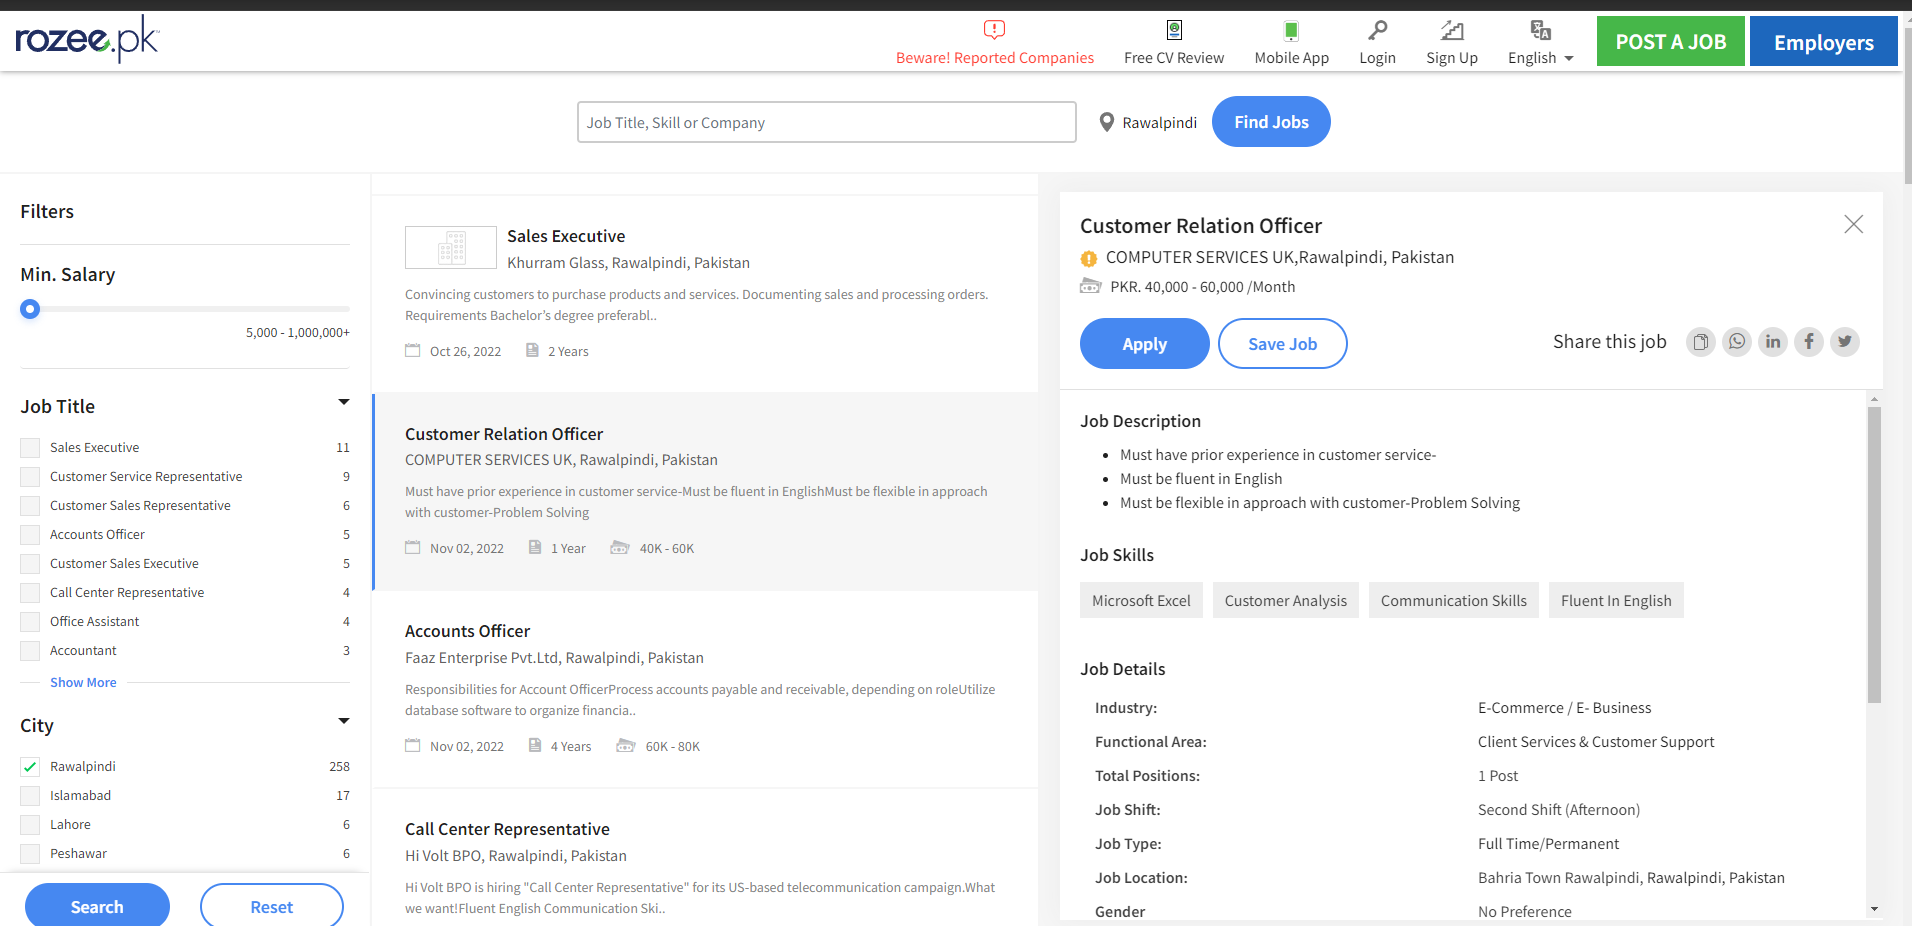 rozee.pk
Beware! Reported Companies
Free CV Review
Mobile App
Login
Sign Up
English
POST A JOB
Employers
Job Title, Skill or Company
Rawalpindi
Find Jobs
Filters
Min. Salary
5,000 - 1,000,000+
Job Title
Sales Executive 11
Customer Service Representative 9
Customer Sales Representative 6
Accounts Officer 5
Customer Sales Executive 5
Call Center Representative 4
Office Assistant 4
Accountant 3
Show More
City
Rawalpindi 258
Islamabad 17
Lahore 6
Peshawar 6
Search
Reset
Sales Executive
Khurram Glass, Rawalpindi, Pakistan
Convincing customers to purchase products and services. Documenting sales and processing orders.
Requirements Bachelor's degree preferabl..
Oct 26, 2022 2 Years
Customer Relation Officer
COMPUTER SERVICES UK, Rawalpindi, Pakistan
Must have prior experience in customer service-Must be fluent in EnglishMust be flexible in approach
with customer-Problem Solving
Nov 02, 2022 1 Year 40K - 60K
Accounts Officer
Faaz Enterprise Pvt.Ltd, Rawalpindi, Pakistan
Responsibilities for Account OfficerProcess accounts payable and receivable, depending on roleUtilize
database software to organize financia..
Nov 02, 2022 4 Years 60K - 80K
Call Center Representative
Hi Volt BPO, Rawalpindi, Pakistan
Hi Volt BPO is hiring "Call Center Representative" for its US-based telecommunication campaign.What
we want!Fluent English Communication Ski..
Customer Relation Officer
COMPUTER SERVICES UK,Rawalpindi, Pakistan
PKR. 40,000 - 60,000 /Month
Apply
Save Job
Share this job
Job Description
• Must have prior experience in customer service-
• Must be fluent in English
• Must be flexible in approach with customer-Problem Solving
Job Skills
Microsoft Excel
Customer Analysis
Communication Skills
Fluent In English
Job Details
Industry: E-Commerce / E- Business
Functional Area: Client Services & Customer Support
Total Positions: 1 Post
Job Shift: Second Shift (Afternoon)
Job Type: Full Time/Permanent
Job Location: Bahria Town Rawalpindi, Rawalpindi, Pakistan
Gender No Preference